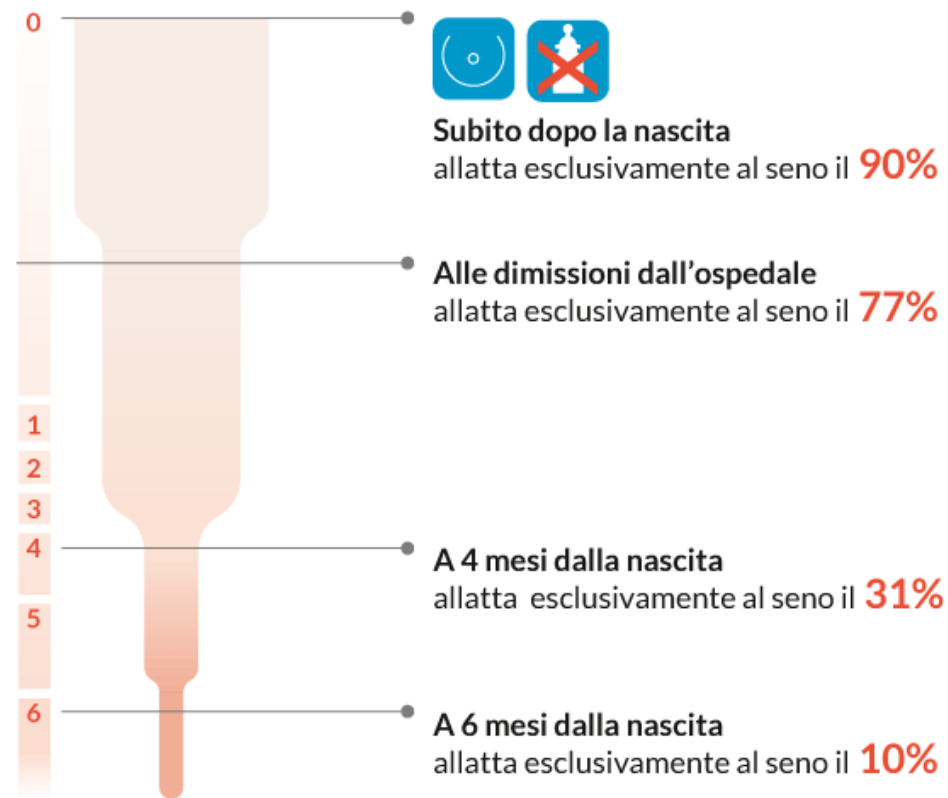 0
Subito dopo la nascita
allatta esclusivamente al seno il 90%
Alle dimissioni dall’ospedale
allatta esclusivamente al seno il 77%
1
2
3
4
A 4 mesi dalla nascita
allatta esclusivamente al seno il 31%
5
6
A 6 mesi dalla nascita
allatta esclusivamente al seno il 10%